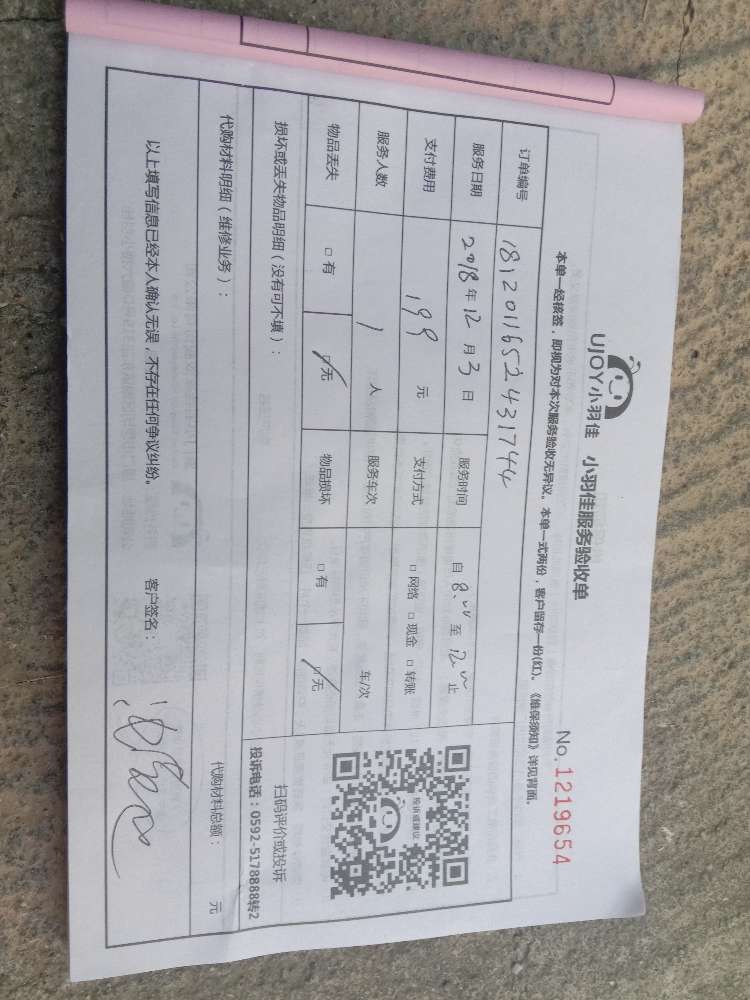 UJOY小羽佳 小羽佳服务验收单
No.1219654
本单一经核签，即视为对本次服务验收无异议。本单一式两份，客户留存一份(红)。《维保须知》详见背面。
订单编号 1812011652431744
服务日期 2018年12月3日 服务时间 自8:00至12:00止
支付费用 199元 支付方式 □网络 □现金 □转账
服务人数 1人 服务车次 车/次
物品丢失 □有 ☑无 物品损坏 □有 ☑无
投诉或建议
扫码评价或投诉
投诉电话：0592-5178888转2
损坏或丢失物品明细（没有可不填）：
代购材料明细（维修业务）： 代购材料总额： 元
以上填写信息已经本人确认无误，不存在任何争议纠纷。 客户签名：